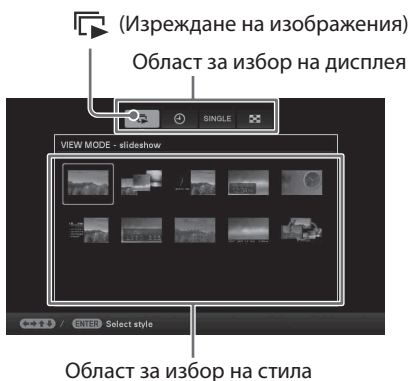 (Изреждане на изображения)
Област за избор на дисплея
SINGLE
VIEW MODE - slideshow
/ ENTER Select style
Област за избор на стила